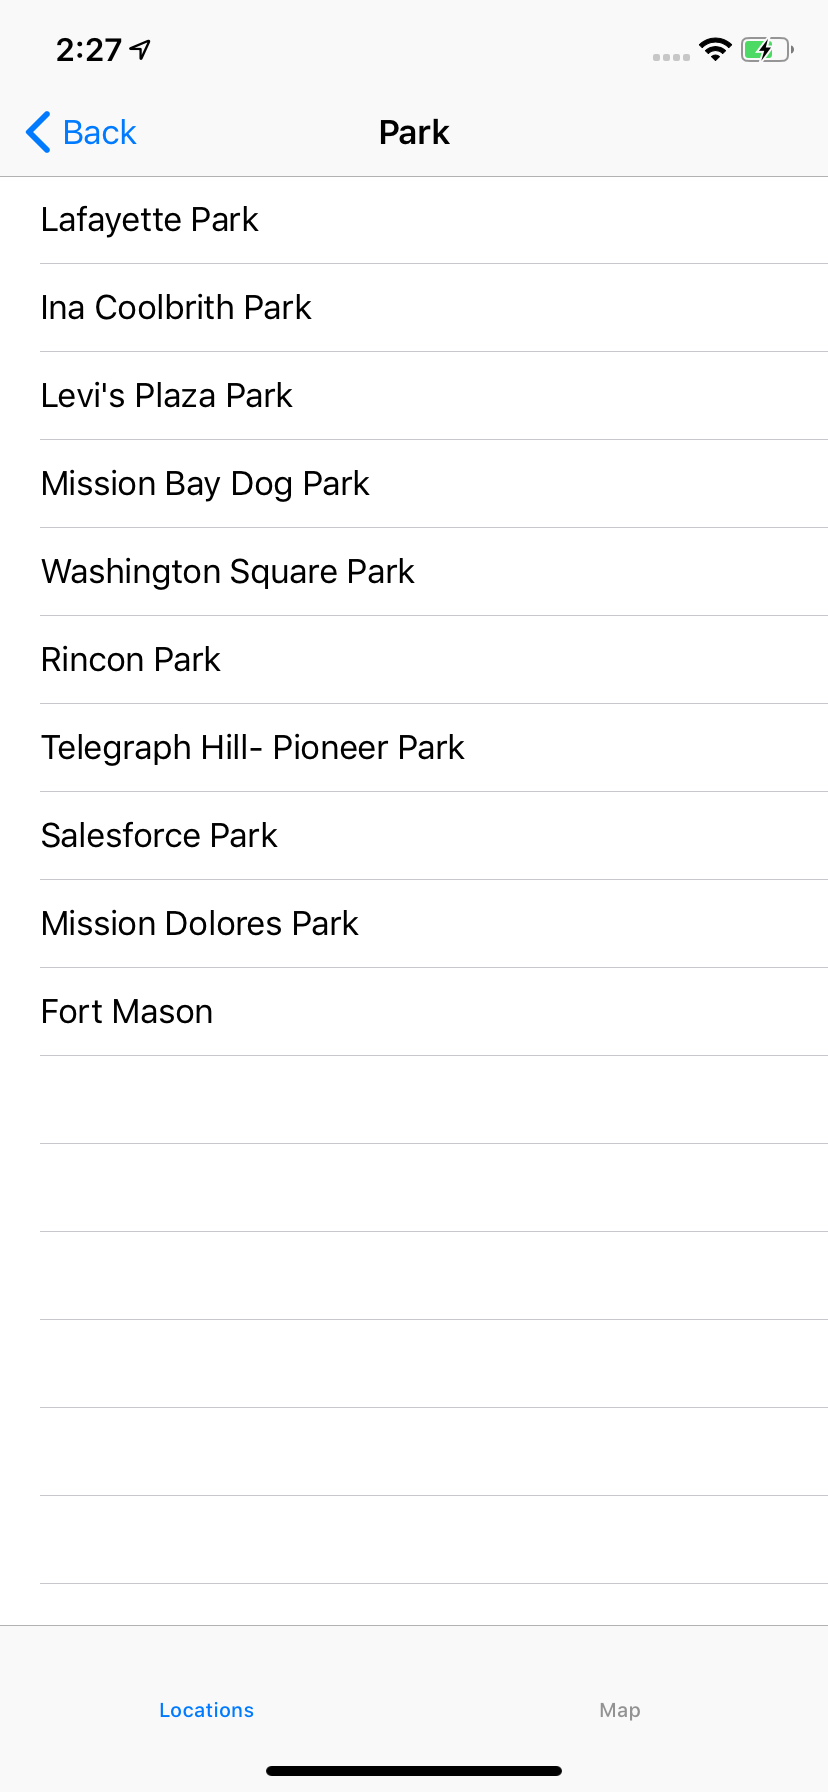 2:27
Back
Park
Lafayette Park
Ina Coolbrith Park
Levi's Plaza Park
Mission Bay Dog Park
Washington Square Park
Rincon Park
Telegraph Hill- Pioneer Park
Salesforce Park
Mission Dolores Park
Fort Mason
Locations
Map